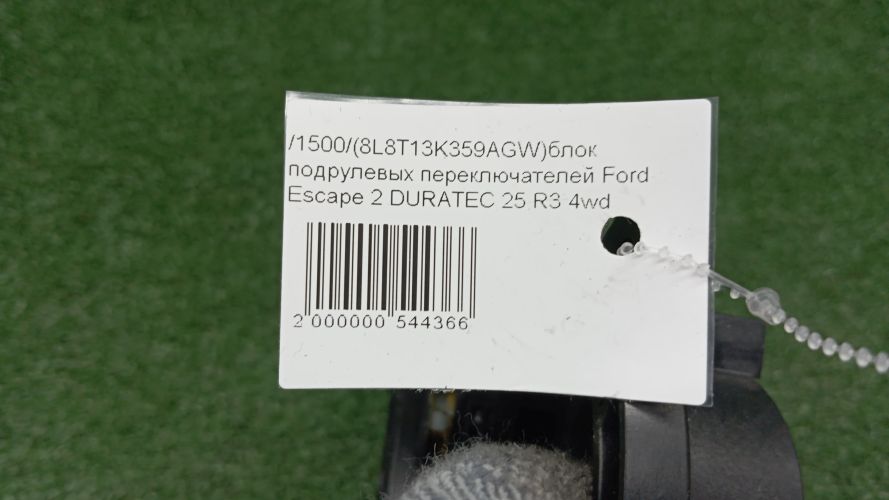 /1500/(8L8T13K359AGW)блок
подрулевых переключателей Ford
Escape 2 DURATEC 25 R3 4wd
2 000000 544366